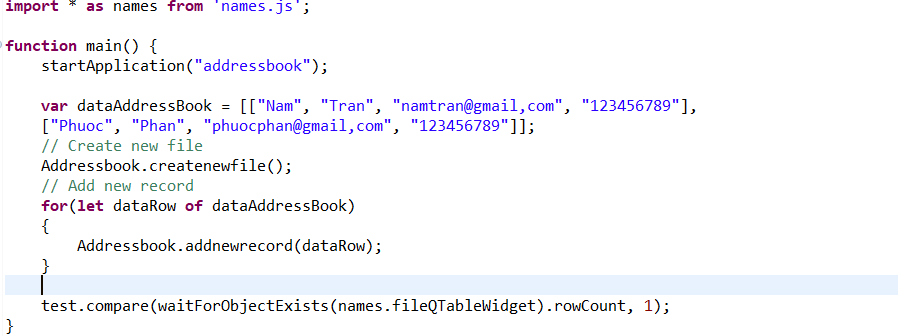 import * as names from 'names.js';
function main() {
startApplication("addressbook");
var dataAddressBook = [["Nam", "Tran", "namtran@gmail,com", "123456789"],
["Phuoc", "Phan", "phuocphan@gmail,com", "123456789"]];
// Create new file
Addressbook.createnewfile();
// Add new record
for(let dataRow of dataAddressBook)
{
Addressbook.addnewrecord(dataRow);
}
test.compare(waitForObjectExists(names.fileQTableWidget).rowCount, 1);
}